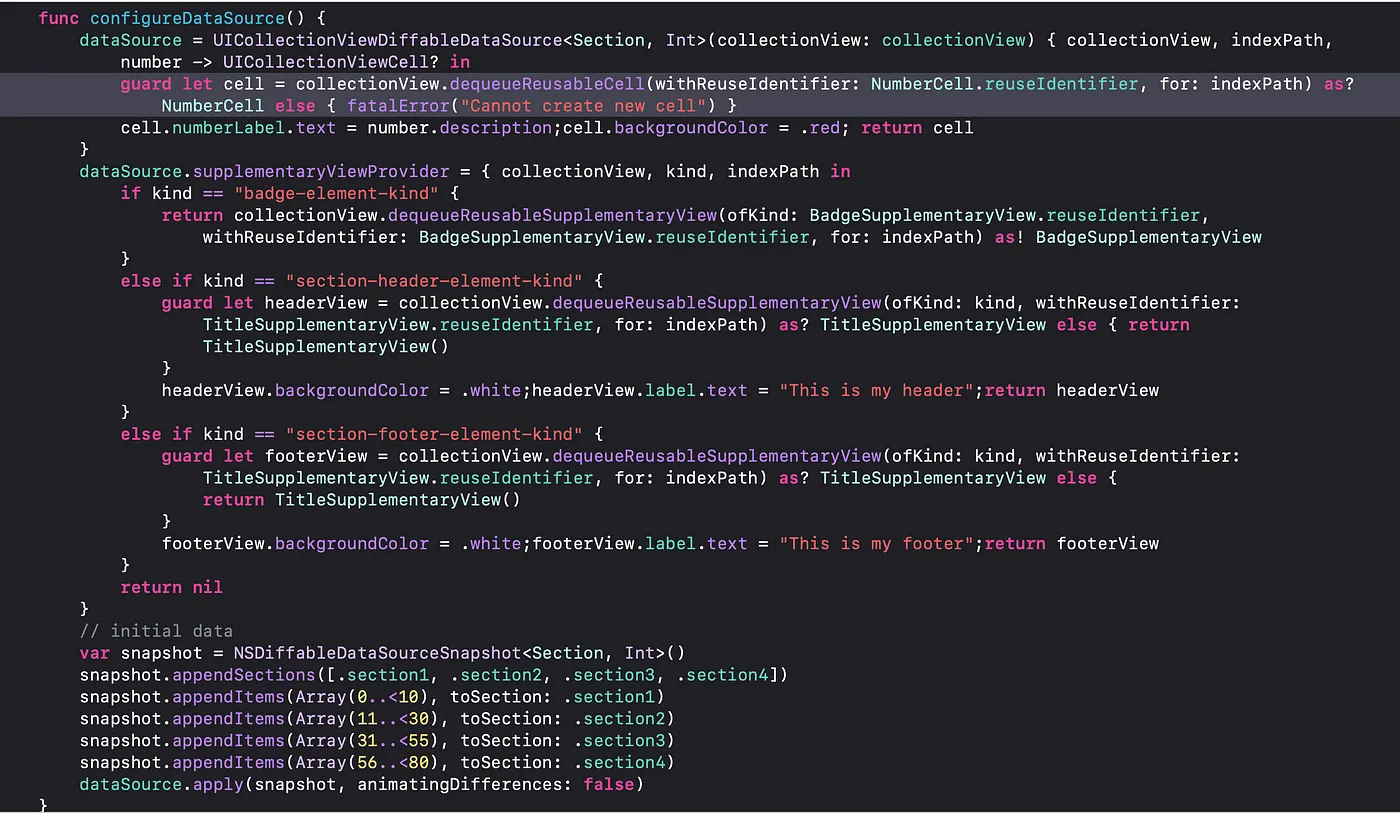 func configureDataSource() {
dataSource = UICollectionViewDiffableDataSource<Section, Int>(collectionView: collectionView) { collectionView, indexPath,
number -> UICollectionViewCell? in
guard let cell = collectionView.dequeueReusableCell(withReuseIdentifier: NumberCell.reuseIdentifier, for: indexPath) as?
NumberCell else { fatalError("Cannot create new cell") }
cell.numberLabel.text = number.description;cell.backgroundColor = .red; return cell
}
dataSource.supplementaryViewProvider = { collectionView, kind, indexPath in
if kind == "badge-element-kind" {
return collectionView.dequeueReusableSupplementaryView(ofKind: BadgeSupplementaryView.reuseIdentifier,
withReuseIdentifier: BadgeSupplementaryView.reuseIdentifier, for: indexPath) as! BadgeSupplementaryView
}
else if kind == "section-header-element-kind" {
guard let headerView = collectionView.dequeueReusableSupplementaryView(ofKind: kind, withReuseIdentifier:
TitleSupplementaryView.reuseIdentifier, for: indexPath) as? TitleSupplementaryView else { return
TitleSupplementaryView()
}
headerView.backgroundColor = .white;headerView.label.text = "This is my header";return headerView
}
else if kind == "section-footer-element-kind" {
guard let footerView = collectionView.dequeueReusableSupplementaryView(ofKind: kind, withReuseIdentifier:
TitleSupplementaryView.reuseIdentifier, for: indexPath) as? TitleSupplementaryView else {
return TitleSupplementaryView()
}
footerView.backgroundColor = .white;footerView.label.text = "This is my footer";return footerView
}
return nil
}
// initial data
var snapshot = NSDiffableDataSourceSnapshot<Section, Int>()
snapshot.appendSections([.section1, .section2, .section3, .section4])
snapshot.appendItems(Array(0..<10), toSection: .section1)
snapshot.appendItems(Array(11..<30), toSection: .section2)
snapshot.appendItems(Array(31..<55), toSection: .section3)
snapshot.appendItems(Array(56..<80), toSection: .section4)
dataSource.apply(snapshot, animatingDifferences: false)
}